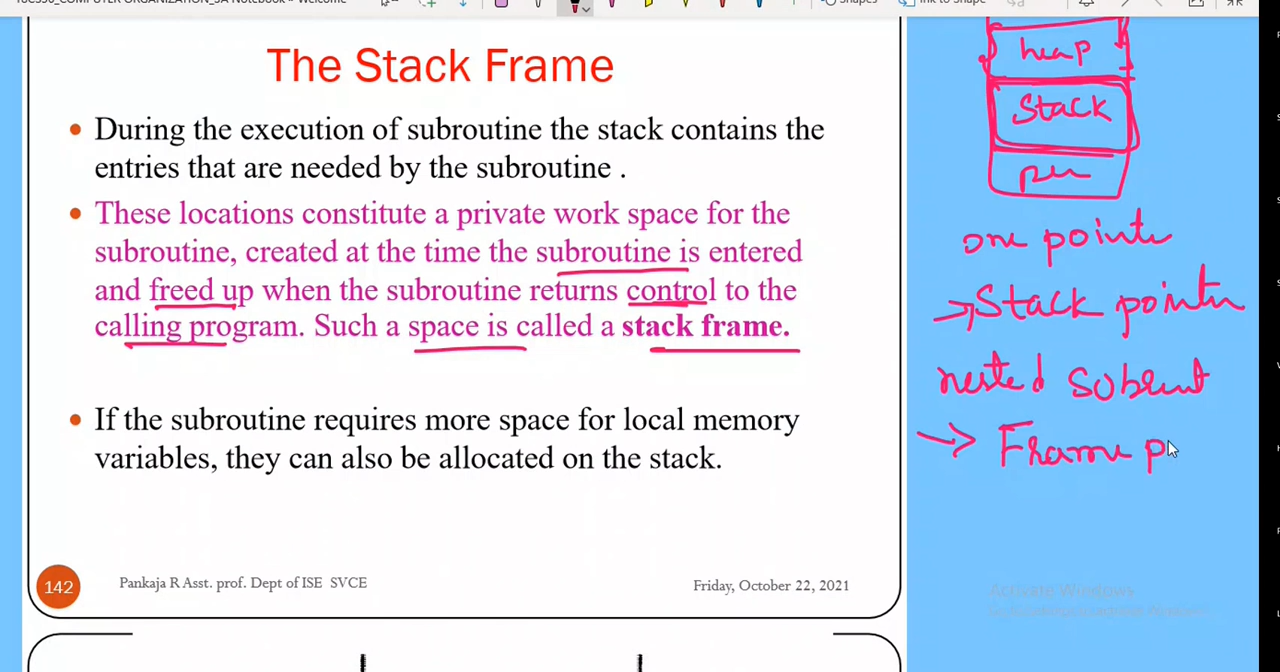 The Stack Frame
• During the execution of subroutine the stack contains the
entries that are needed by the subroutine .
• These locations constitute a private work space for the
subroutine, created at the time the subroutine is entered
and freed up when the subroutine returns control to the
calling program. Such a space is called a stack frame.
• If the subroutine requires more space for local memory
variables, they can also be allocated on the stack.
142
Pankaja R Asst. prof. Dept of ISE SVCE
Friday, October 22, 2021
heap
Stack
one pointer
→ Stack pointer
nested
→ Frame p
Activate Windows